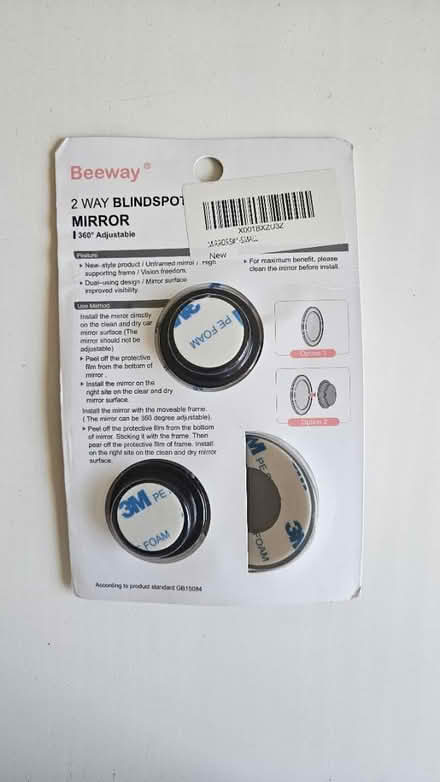 Beeway®
2 WAY BLINDSPOT
MIRROR
360° Adjustable
X001BXZU3Z
New
Feature
New-style product / Unframed mirror / High
supporting frame / Vision freedom.
Dual-using design / Mirror surface
improved visibility.
For maximum benefit, please
clean the mirror before install.
Use Method
Install the mirror directly
on the clean and dry car
mirror surface (The
mirror should not be
adjustable)
Peel off the protective
film from the bottom of
mirror.
Install the mirror on the
right site on the clear and dry
mirror surface.
Install the mirror with the moveable frame.
( The mirror can be 360 degree adjustable).
Peel off the protective film from the bottom
of mirror. Sticking it with the frame. Then
peel off the protective film of frame. Install
on the right site on the clean and dry mirror
surface.
PE FOAM
Option 1
Option 2
3M PE
FOAM
3M
PE
FOAM
According to product standard GB15084